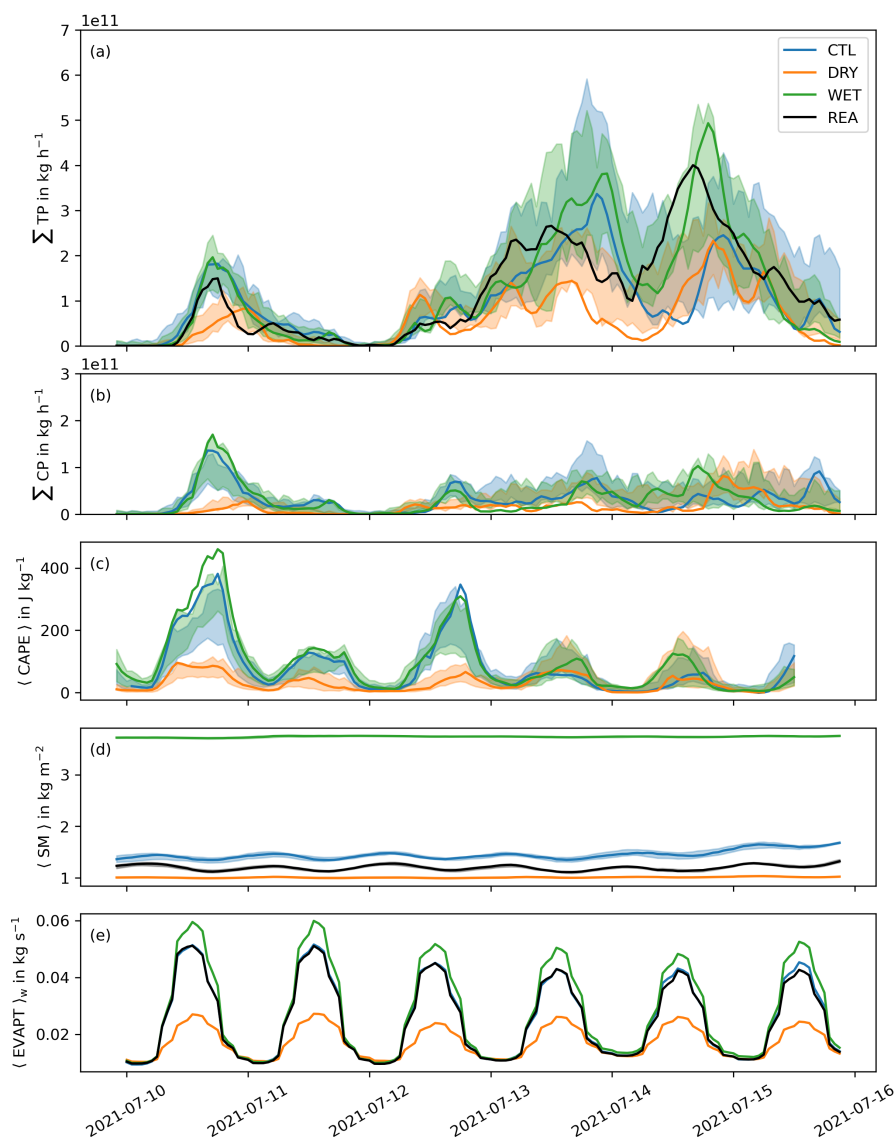 1e11
(a)
7
6
5
4
3
2
1
0
∑ TP in kg h⁻¹
CTL
DRY
WET
REA
1e11
(b)
3
2
1
0
∑ CP in kg h⁻¹
(c)
400
200
0
⟨ CAPE ⟩ in J kg⁻¹
(d)
3
2
1
⟨ SM ⟩ in kg m⁻²
(e)
0.06
0.04
0.02
⟨ EVAPT ⟩w in kg s⁻¹
2021-07-10
2021-07-11
2021-07-12
2021-07-13
2021-07-14
2021-07-15
2021-07-16